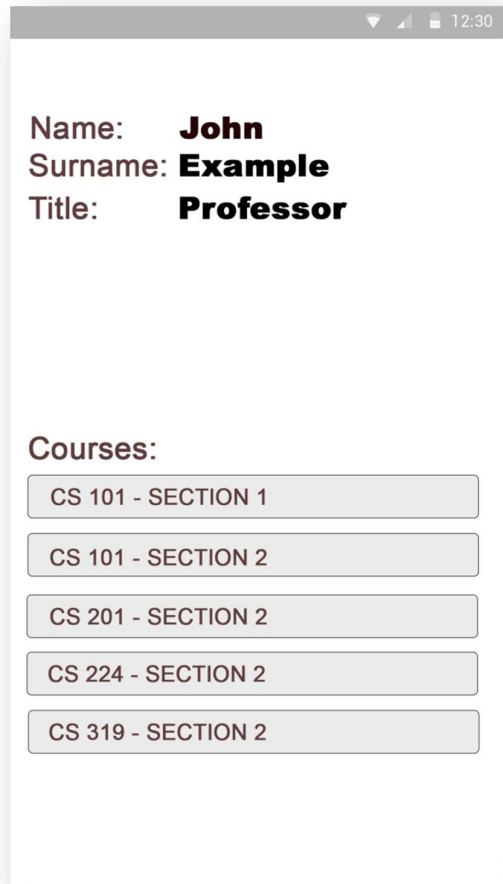 12:30
Name: John
Surname: Example
Title: Professor
Courses:
CS 101 - SECTION 1
CS 101 - SECTION 2
CS 201 - SECTION 2
CS 224 - SECTION 2
CS 319 - SECTION 2